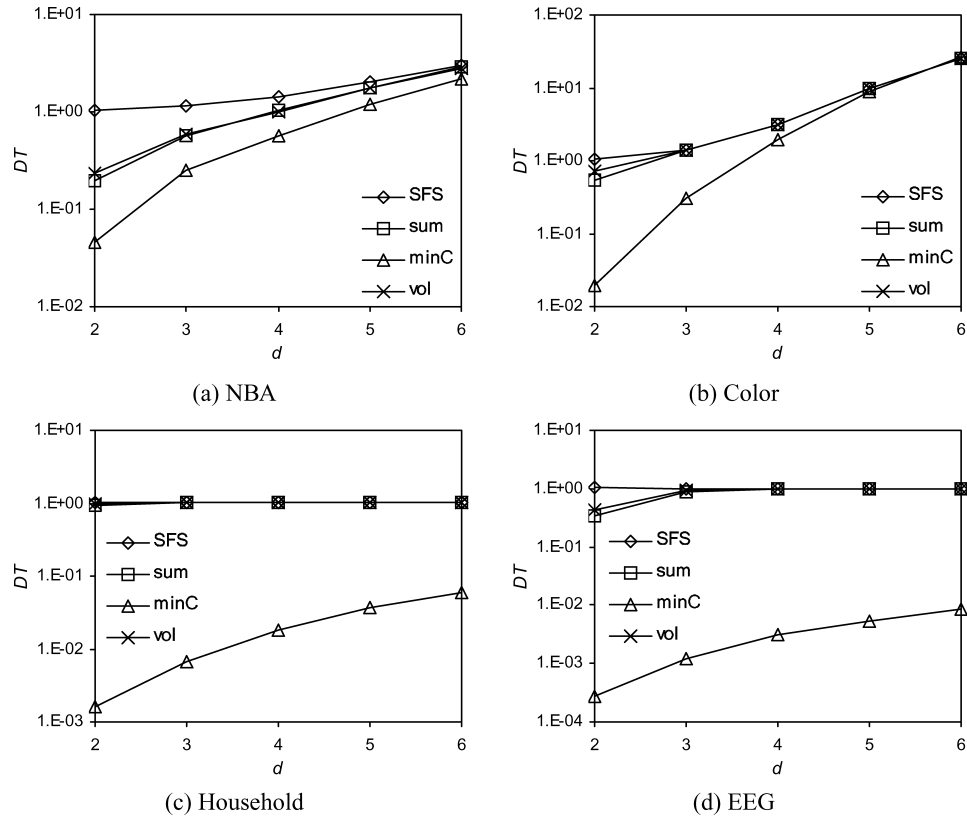 1.E+01
1.E+00
1.E-01
1.E-02
DT
2 3 4 5 6
d
SFS
sum
minC
vol
(a) NBA
1.E+02
1.E+01
1.E+00
1.E-01
1.E-02
DT
2 3 4 5 6
d
SFS
sum
minC
vol
(b) Color
1.E+01
1.E+00
1.E-01
1.E-02
1.E-03
DT
2 3 4 5 6
d
SFS
sum
minC
vol
(c) Household
1.E+01
1.E+00
1.E-01
1.E-02
1.E-03
1.E-04
DT
2 3 4 5 6
d
SFS
sum
minC
vol
(d) EEG